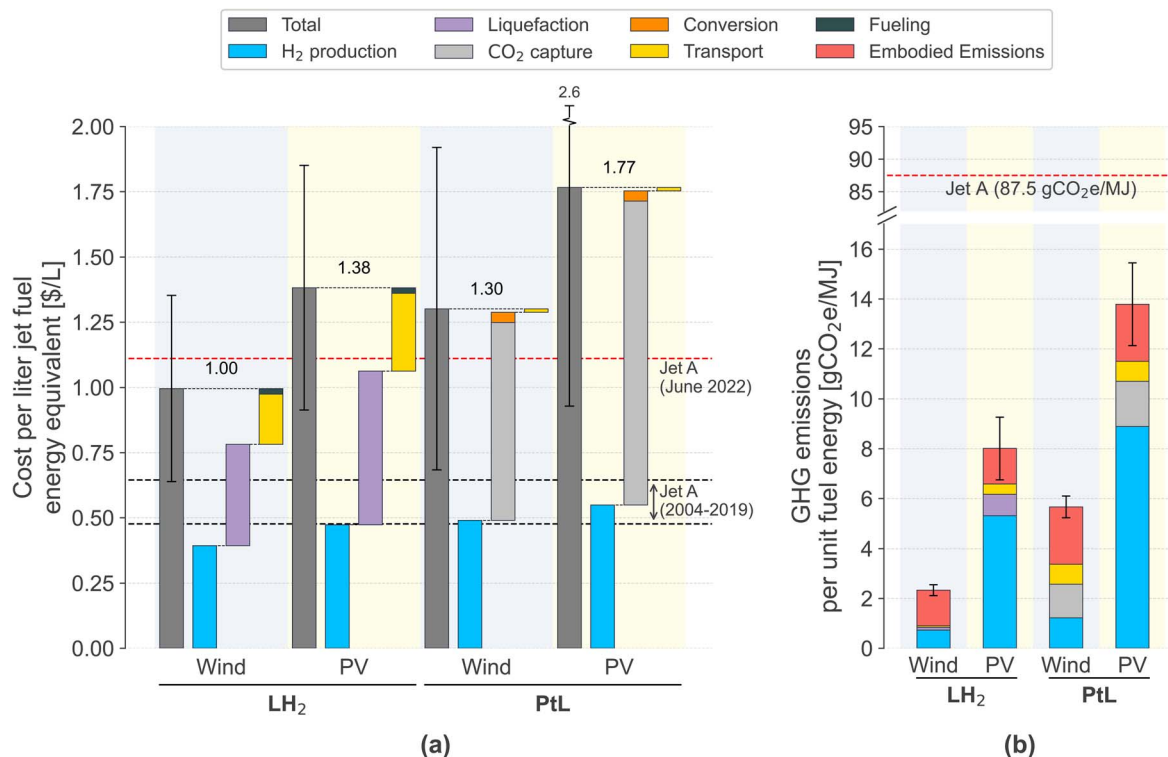 Total
Liquefaction
Conversion
Fueling
H₂ production
CO₂ capture
Transport
Embodied Emissions
Cost per liter jet fuel
energy equivalent [$/L]
2.6
2.00
1.75
1.50
1.25
1.00
0.75
0.50
0.25
0.00
1.00
1.38
1.30
1.77
Jet A
(June 2022)
Jet A
(2004-2019)
Wind
PV
Wind
PV
LH₂
PtL
(a)
GHG emissions
per unit fuel energy [gCO₂e/MJ]
95
90
85
16
14
12
10
8
6
4
2
0
Jet A (87.5 gCO₂e/MJ)
Wind
PV
Wind
PV
LH₂
PtL
(b)